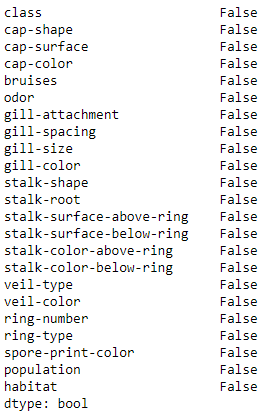 class                       False
cap-shape                   False
cap-surface                 False
cap-color                   False
bruises                     False
odor                        False
gill-attachment             False
gill-spacing                False
gill-size                   False
gill-color                  False
stalk-shape                 False
stalk-root                  False
stalk-surface-above-ring    False
stalk-surface-below-ring    False
stalk-color-above-ring      False
stalk-color-below-ring      False
veil-type                   False
veil-color                  False
ring-number                 False
ring-type                   False
spore-print-color           False
population                  False
habitat                     False
dtype: bool